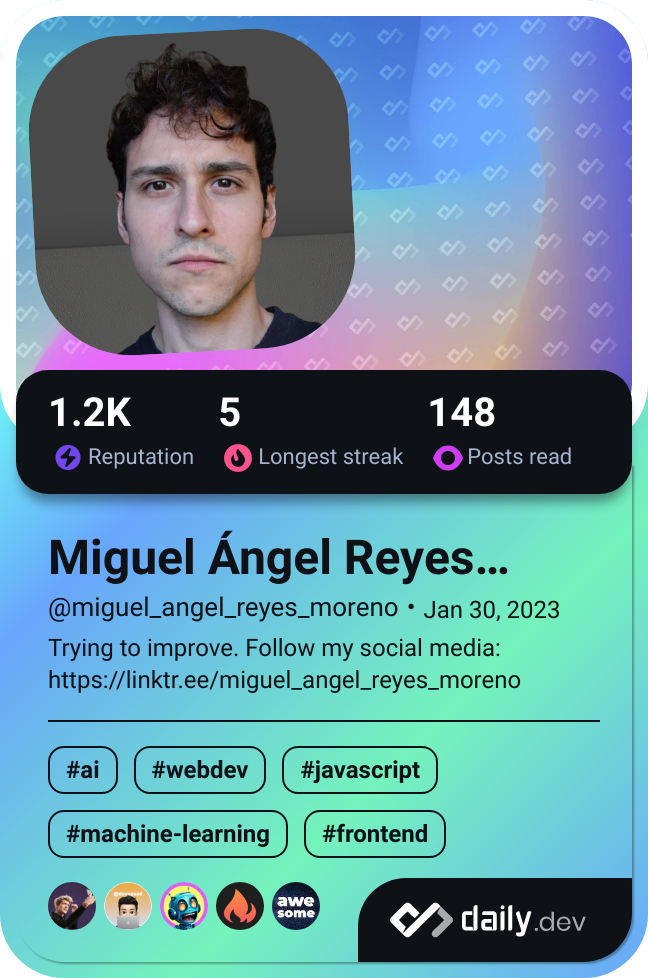 1.2K 5 148
Reputation Longest streak Posts read
Miguel Ángel Reyes...
@miguel_angel_reyes_moreno • Jan 30, 2023
Trying to improve. Follow my social media:
https://linktr.ee/miguel_angel_reyes_moreno
#ai #webdev #javascript
#machine-learning #frontend
awe
some
daily.dev